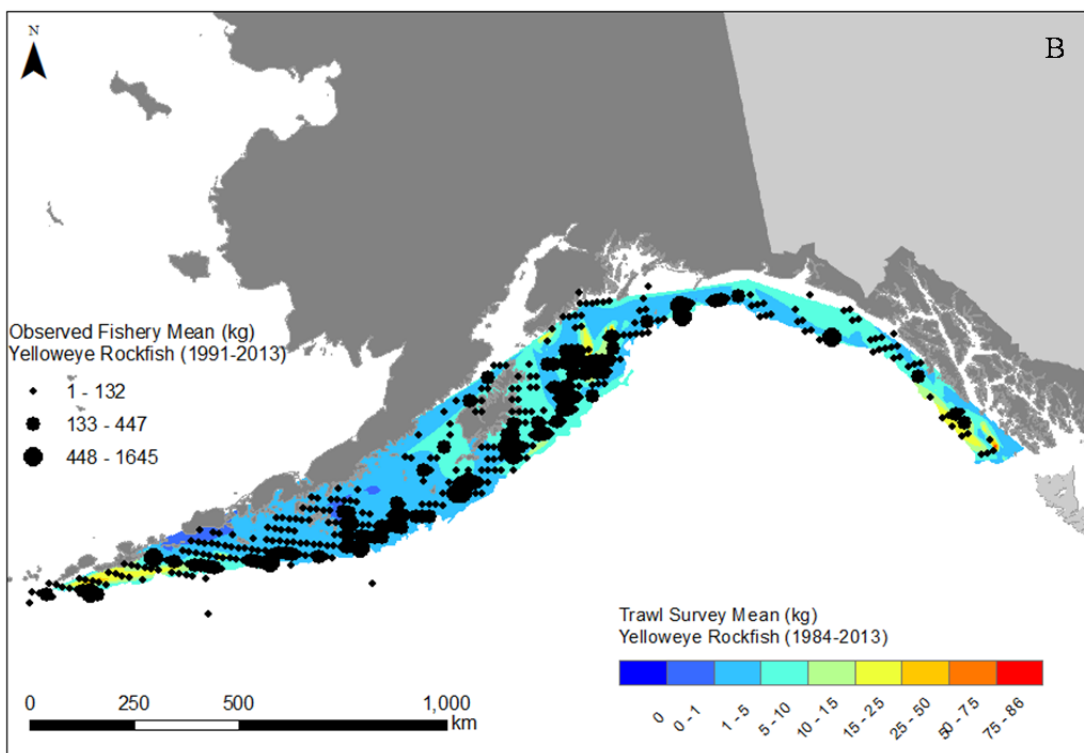 N
B
Observed Fishery Mean (kg)
Yelloweye Rockfish (1991-2013)
1 - 132
133 - 447
448 - 1645
Trawl Survey Mean (kg)
Yelloweye Rockfish (1984-2013)
0
0 - 1
1 - 5
5 - 10
10 - 15
15 - 25
25 - 50
50 - 75
75 - 86
0 250 500 1,000
km